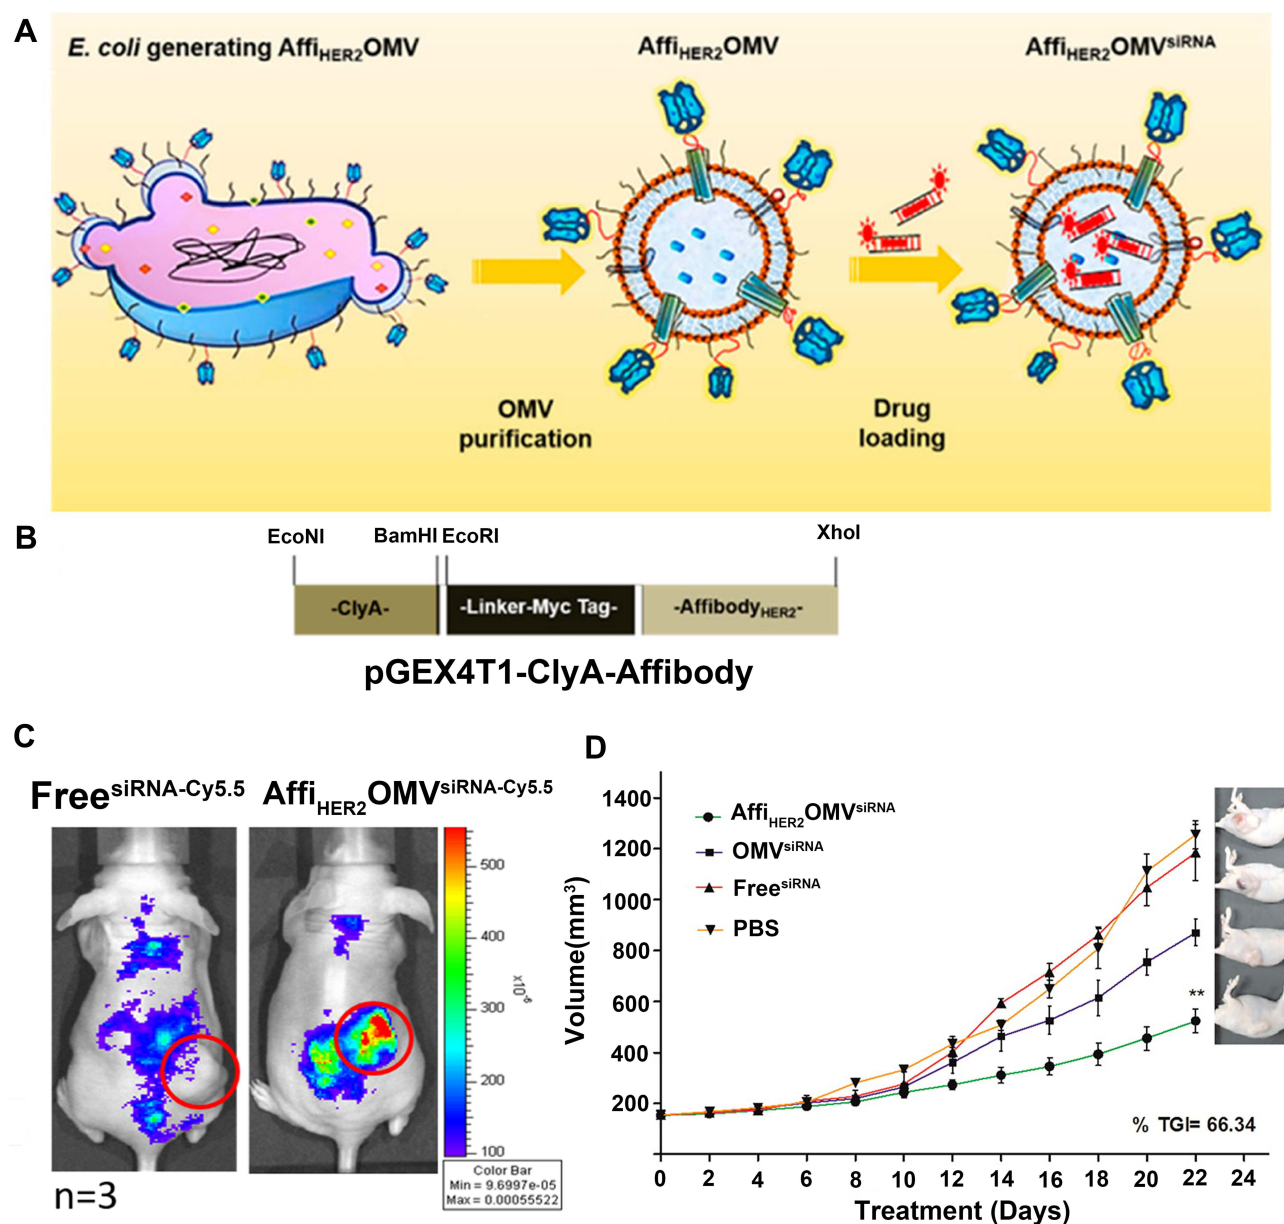 A
E. coli generating AffiHER2OMV
AffiHER2OMV
AffiHER2OMVsiRNA
OMV
purification
Drug
loading
B
EcoNI
BamHI
EcoRI
XhoI
-ClyA-
-Linker-Myc Tag-
-AffibodyHER2-
pGEX4T1-ClyA-Affibody
C
FreesiRNA-Cy5.5
AffiHER2OMVsiRNA-Cy5.5
500
400
300
200
100
x10-6
Color Bar
Min = 9.6997e-05
Max = 0.00055522
n=3
D
Volume(mm3)
1400
1200
1000
800
600
400
200
AffiHER2OMVsiRNA
OMVsiRNA
FreesiRNA
PBS
**
% TGI= 66.34
0 2 4 6 8 10 12 14 16 18 20 22 24
Treatment (Days)